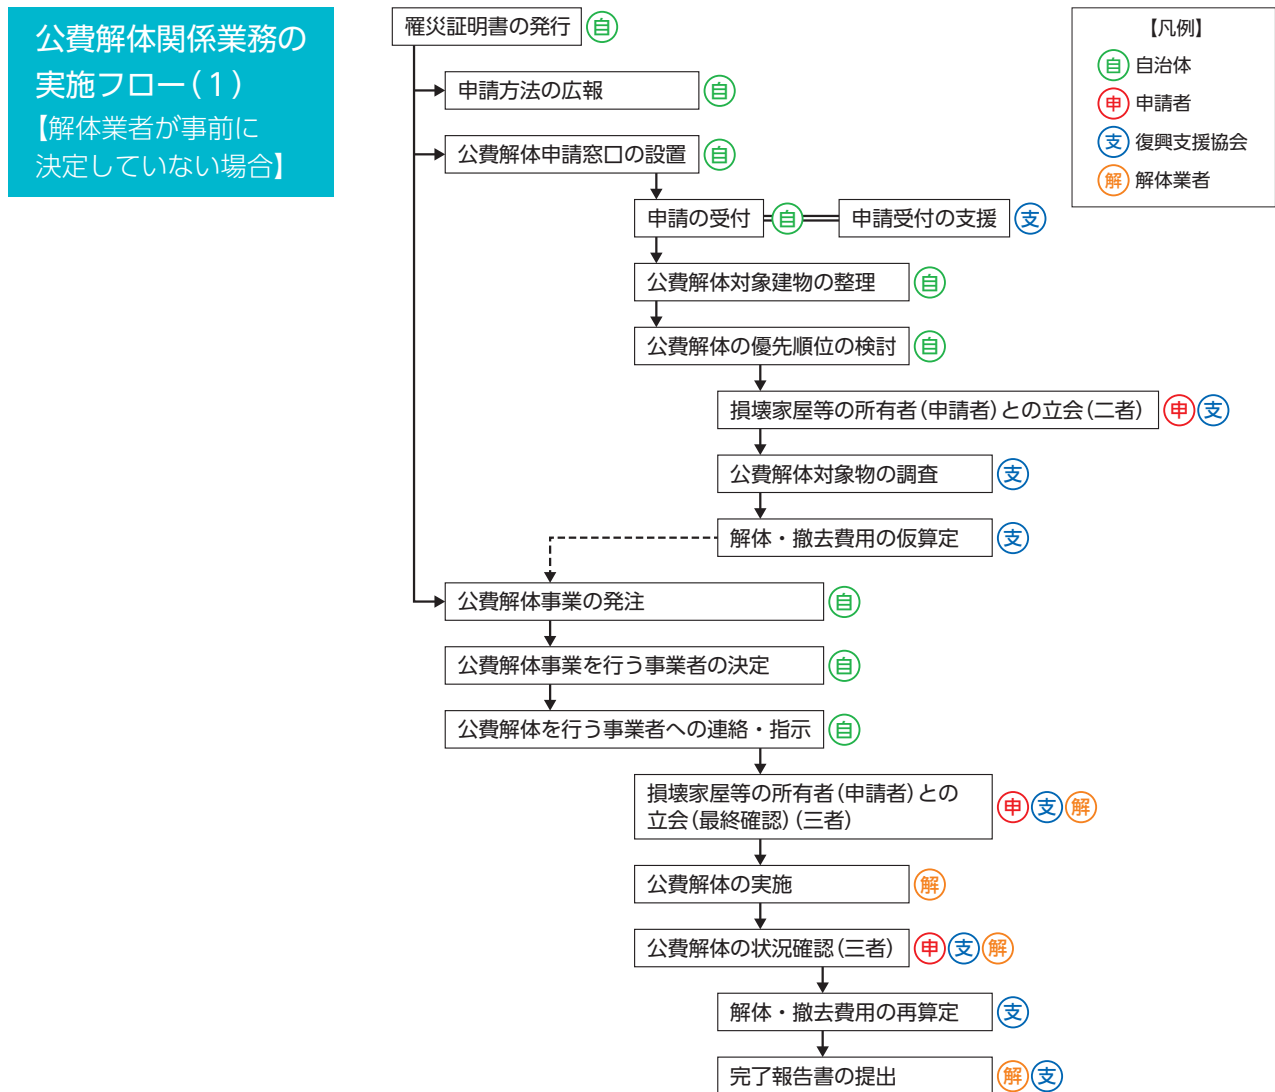 公費解体関係業務の
実施フロー(1)
【解体業者が事前に
決定していない場合】
罹災証明書の発行 自
申請方法の広報 自
公費解体申請窓口の設置 自
申請の受付 自 申請受付の支援 支
公費解体対象建物の整理 自
公費解体の優先順位の検討 自
損壊家屋等の所有者(申請者)との立会(二者) 申 支
公費解体対象物の調査 支
解体・撤去費用の仮算定 支
公費解体事業の発注 自
公費解体事業を行う事業者の決定 自
公費解体を行う事業者への連絡・指示 自
損壊家屋等の所有者(申請者)との
立会(最終確認)(三者) 申 支 解
公費解体の実施 解
公費解体の状況確認(三者) 申 支 解
解体・撤去費用の再算定 支
完了報告書の提出 解 支
【凡例】
自 自治体
申 申請者
支 復興支援協会
解 解体業者